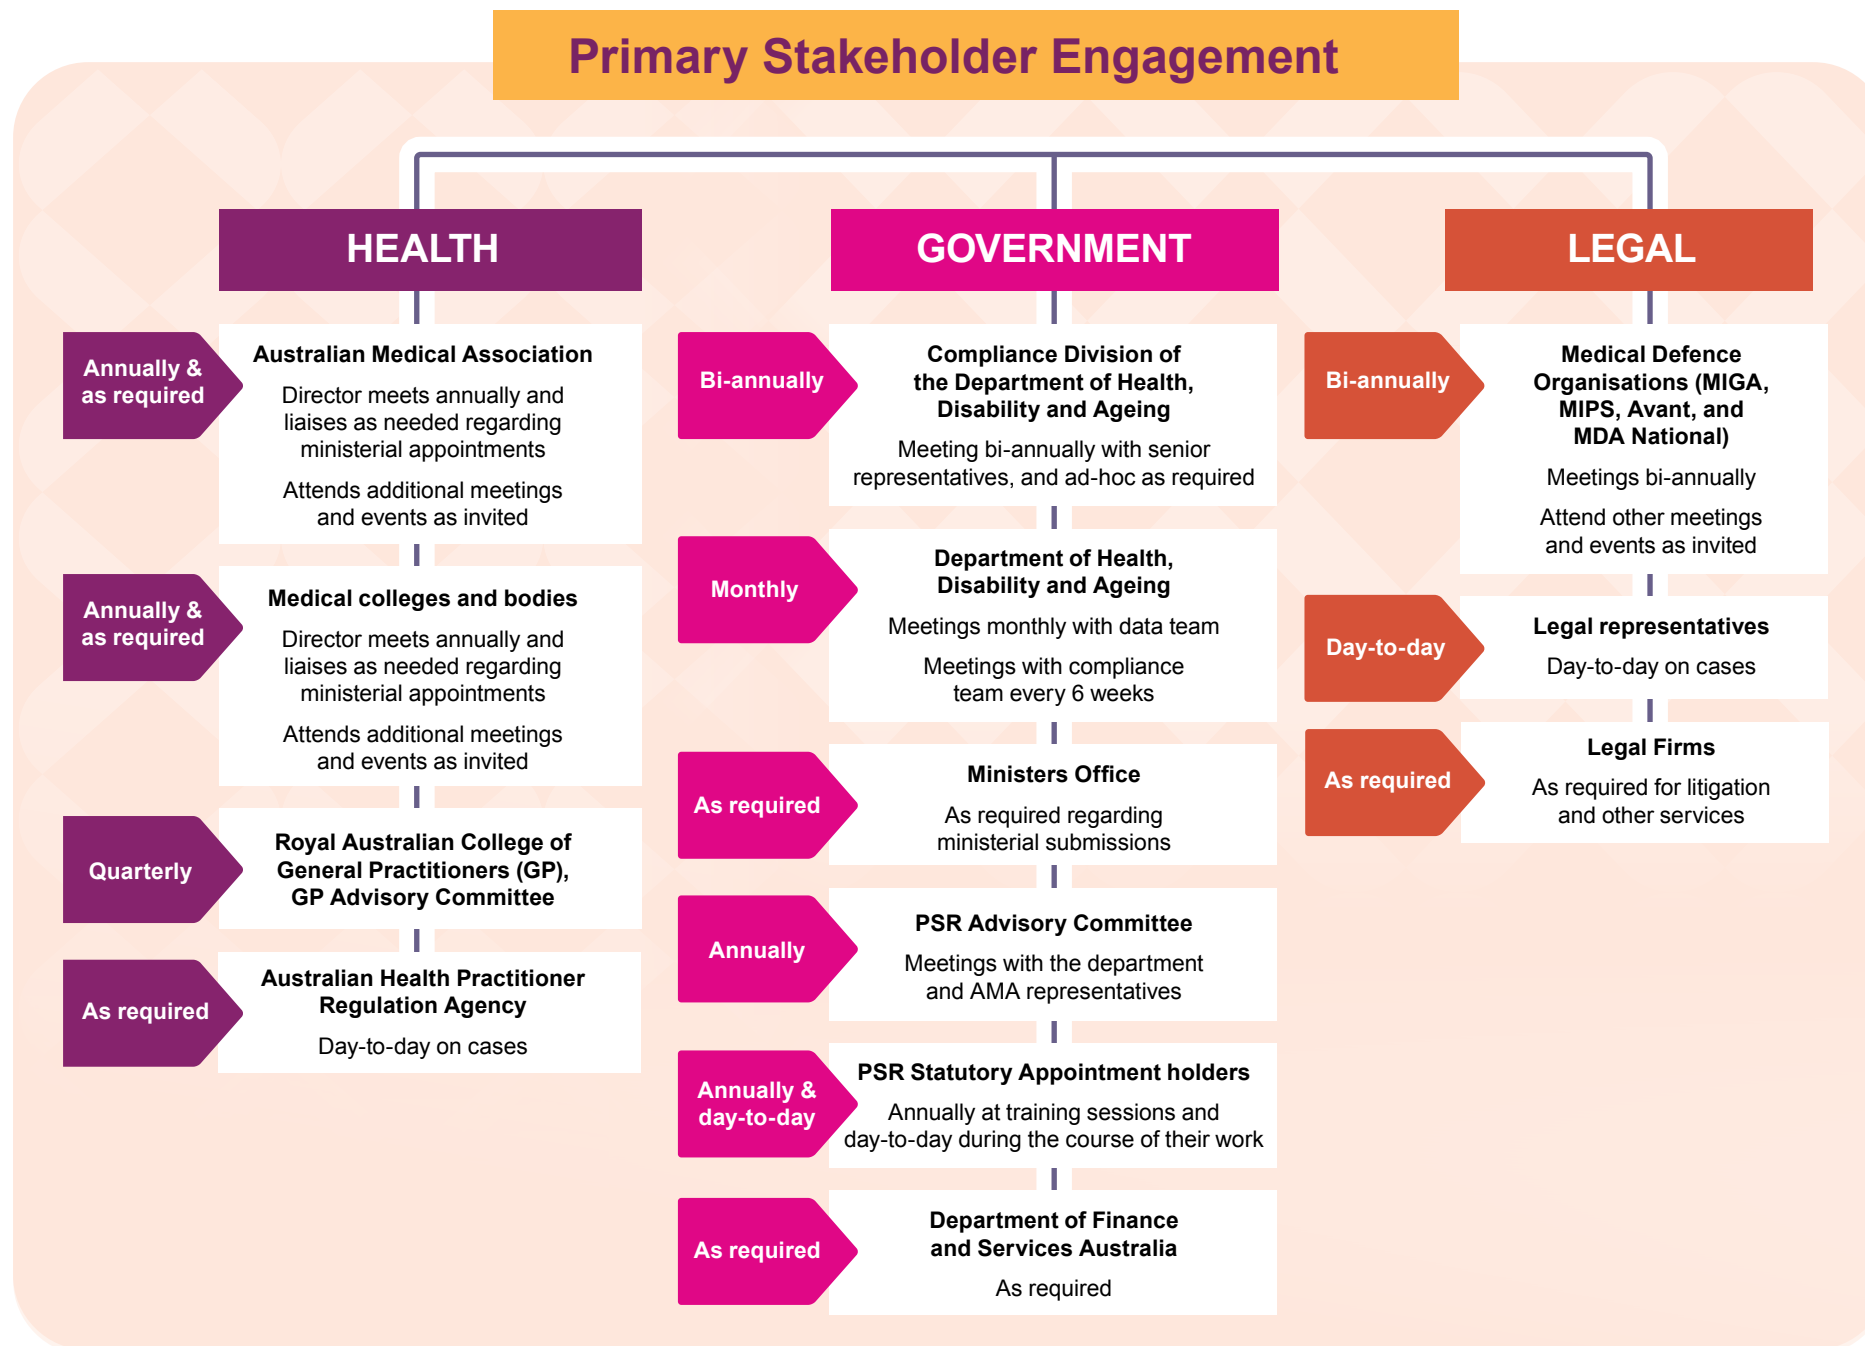 Primary Stakeholder Engagement
HEALTH
Annually &
as required
Australian Medical Association
Director meets annually and
liaises as needed regarding
ministerial appointments
Attends additional meetings
and events as invited
Annually &
as required
Medical colleges and bodies
Director meets annually and
liaises as needed regarding
ministerial appointments
Attends additional meetings
and events as invited
Quarterly
Royal Australian College of
General Practitioners (GP),
GP Advisory Committee
As required
Australian Health Practitioner
Regulation Agency
Day-to-day on cases
GOVERNMENT
Bi-annually
Compliance Division of
the Department of Health,
Disability and Ageing
Meeting bi-annually with senior
representatives, and ad-hoc as required
Monthly
Department of Health,
Disability and Ageing
Meetings monthly with data team
Meetings with compliance
team every 6 weeks
As required
Ministers Office
As required regarding
ministerial submissions
Annually
PSR Advisory Committee
Meetings with the department
and AMA representatives
Annually &
day-to-day
PSR Statutory Appointment holders
Annually at training sessions and
day-to-day during the course of their work
As required
Department of Finance
and Services Australia
As required
LEGAL
Bi-annually
Medical Defence
Organisations (MIGA,
MIPS, Avant, and
MDA National)
Meetings bi-annually
Attend other meetings
and events as invited
Day-to-day
Legal representatives
Day-to-day on cases
As required
Legal Firms
As required for litigation
and other services